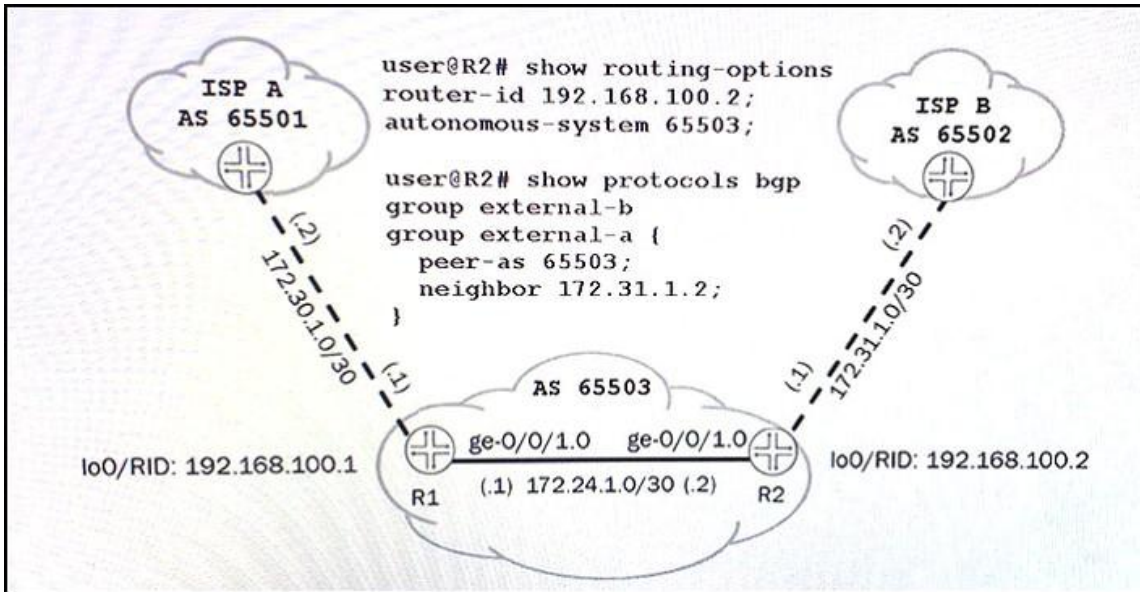 ISP A
AS 65501
user@R2# show routing-options
router-id 192.168.100.2;
autonomous-system 65503;
user@R2# show protocols bgp
group external-b
group external-a {
peer-as 65503;
neighbor 172.31.1.2;
}
ISP B
AS 65502
(.2)
172.30.1.0/30
(.1)
(.2)
172.31.1.0/30
(.1)
AS 65503
ge-0/0/1.0 ge-0/0/1.0
(.1) 172.24.1.0/30 (.2)
lo0/RID: 192.168.100.1
R1
R2
lo0/RID: 192.168.100.2